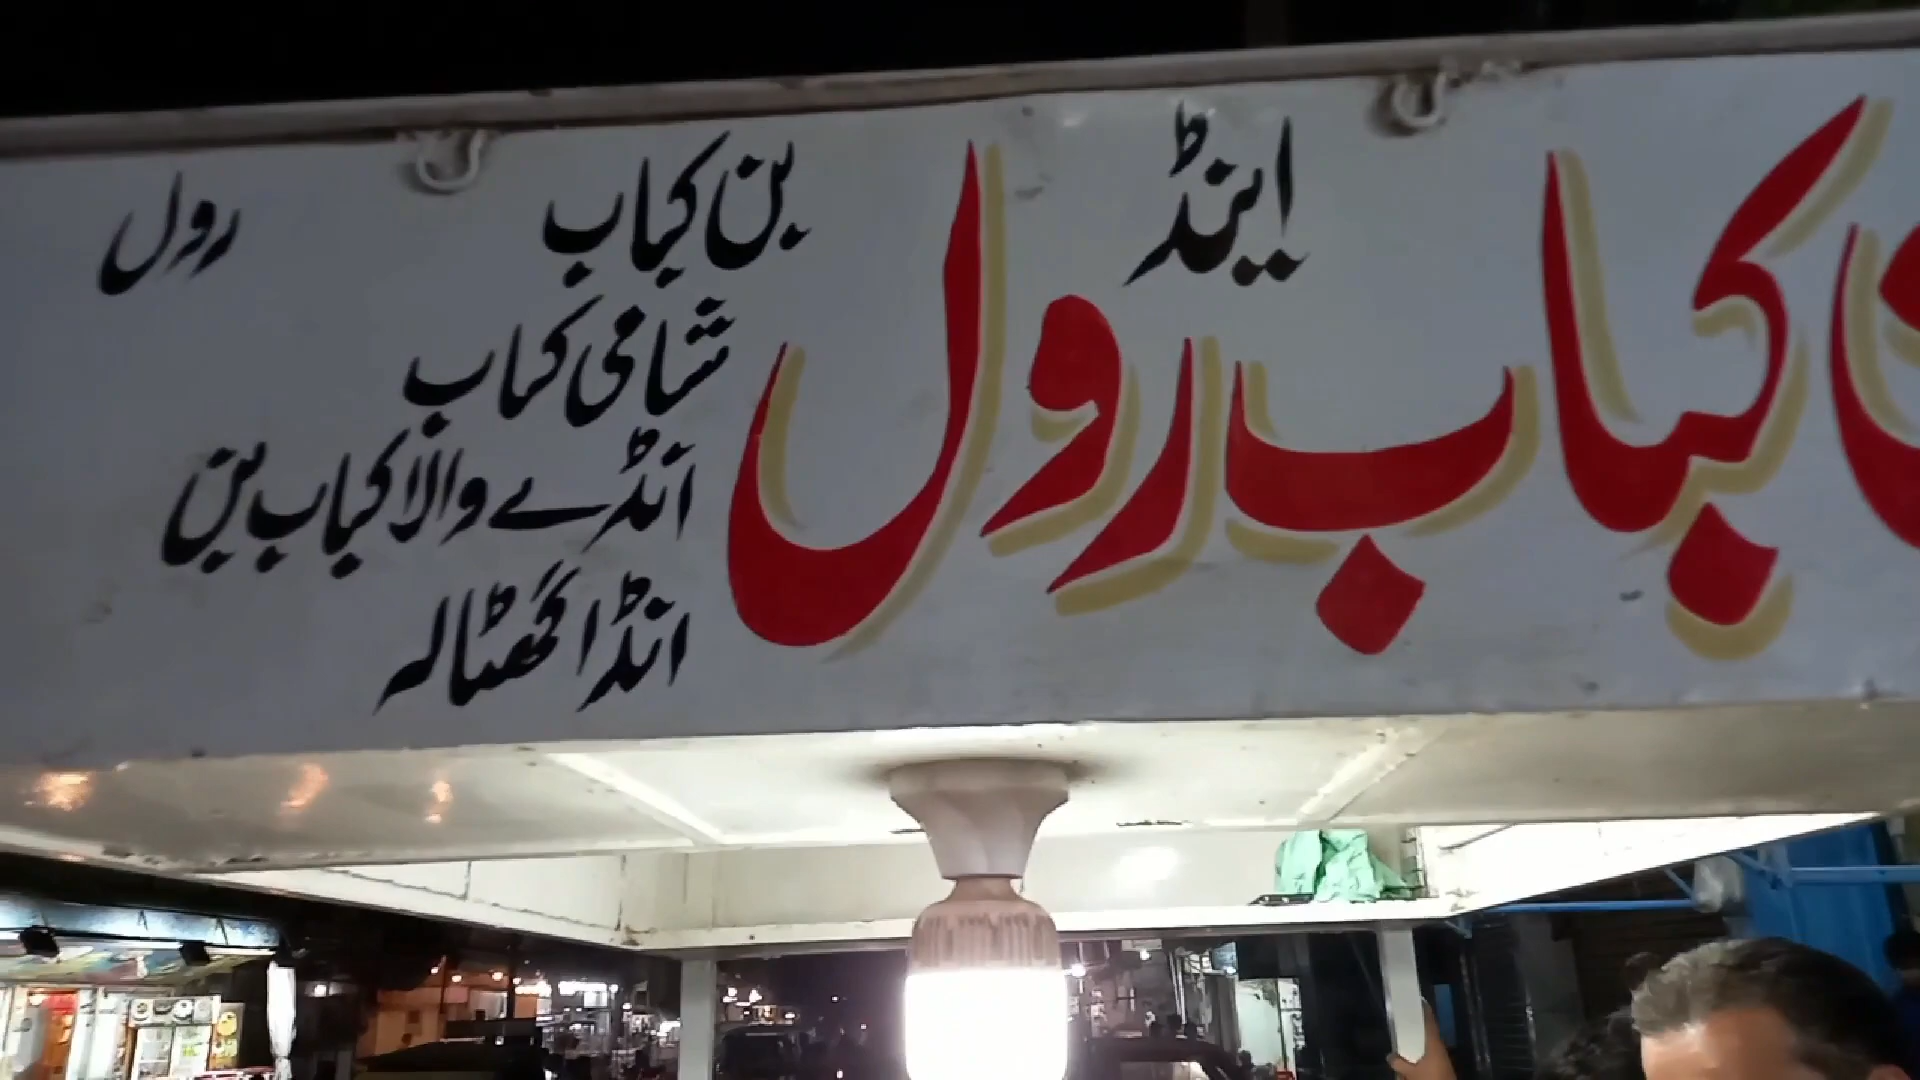 کباب رول
اینڈ
بن کباب
شامی کباب
انڈے والا کباب بن
انڈا گھٹالہ
رول